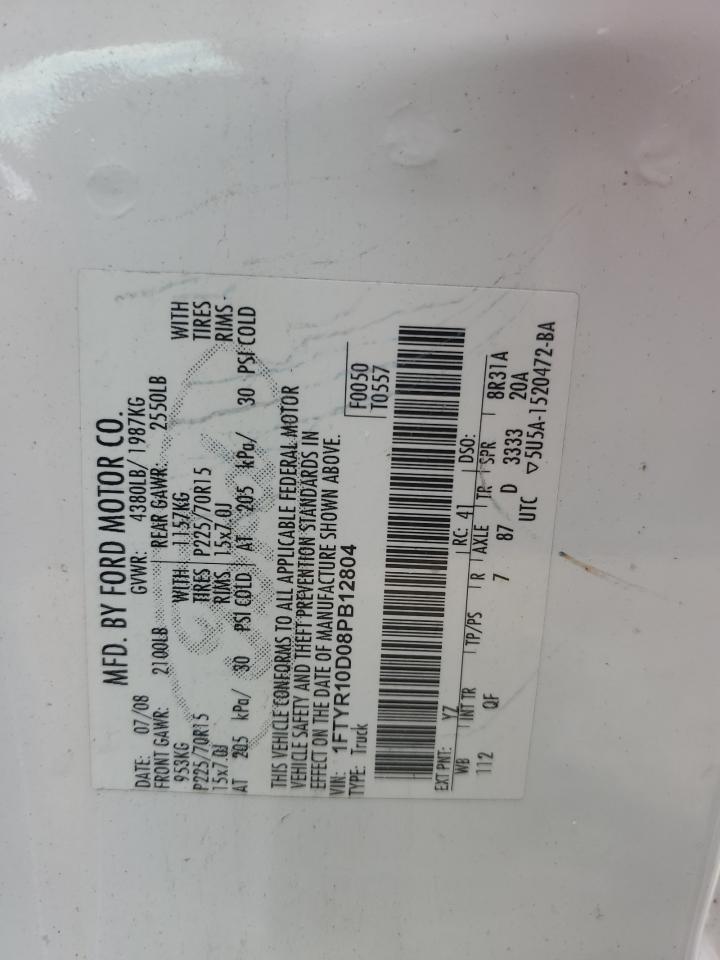 MFD. BY FORD MOTOR CO.
DATE: 07/08 GVWR: 4380LB/1987KG
FRONT GAWR: 2100LB REAR GAWR: 2550LB
953KG WITH 1157KG WITH
P225/70R15 TIRES P225/70R15 TIRES
15x7.0J RIMS 15x7.0J RIMS
AT 205 kPa/ 30 PSI COLD AT 205 kPa/ 30 PSI COLD
THIS VEHICLE CONFORMS TO ALL APPLICABLE FEDERAL MOTOR
VEHICLE SAFETY AND THEFT PREVENTION STANDARDS IN
EFFECT ON THE DATE OF MANUFACTURE SHOWN ABOVE.
VIN: 1FTYR10D08PB12804 F0050
TYPE: Truck T0557
EXT PNT: YZ RC: 41 DSO:
WB INT TR TP/PS R AXLE TR SPR 8R31A
112 QF 7 87 D 3333 20A
UTC ▽5U5A-1520472-BA